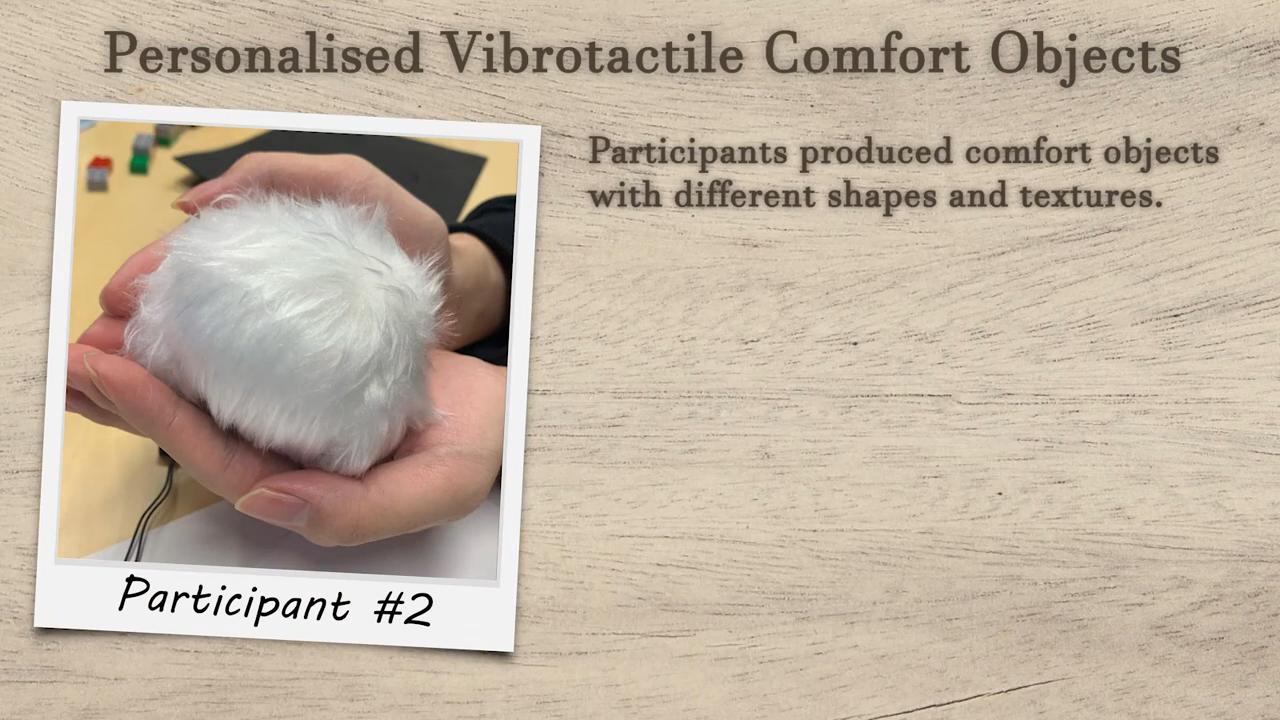 Personalised Vibrotactile Comfort Objects
Participants produced comfort objects
with different shapes and textures.
Participant #2